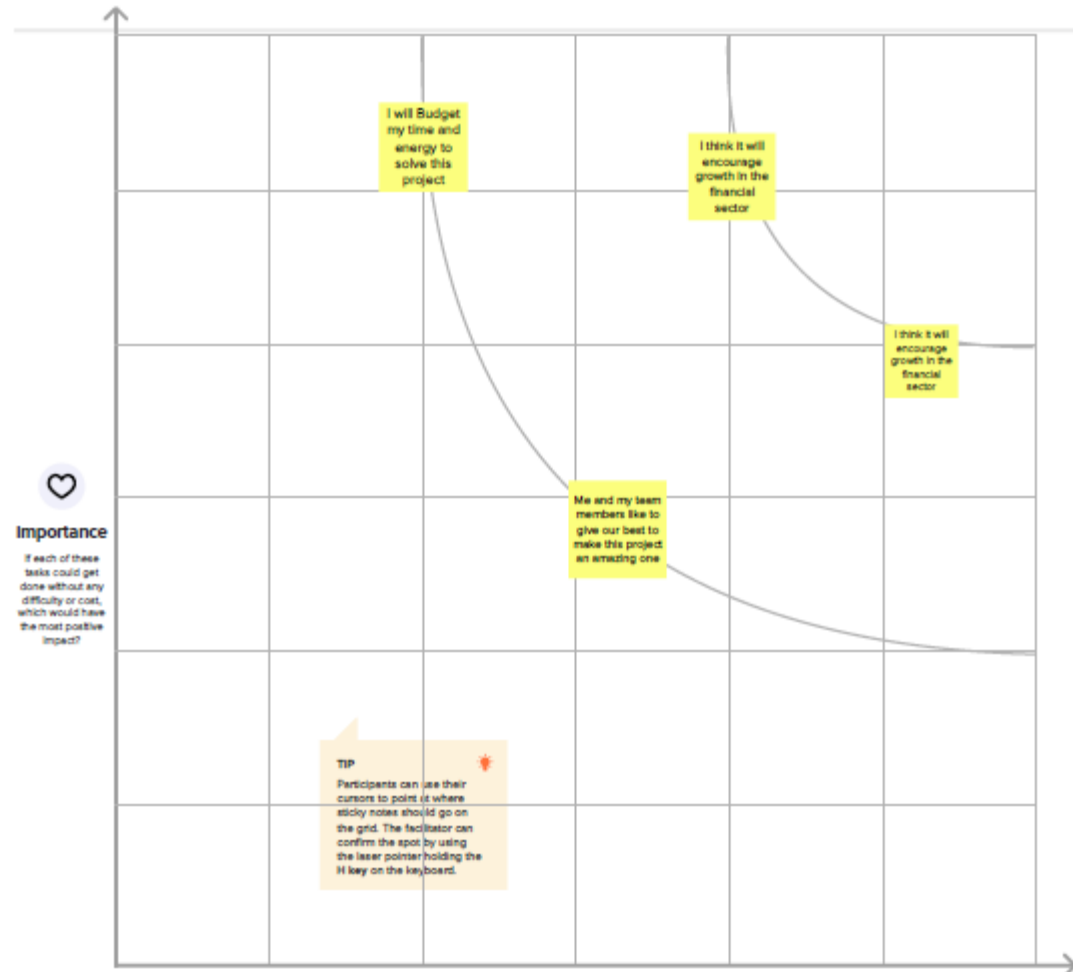 I will Budget
my time and
energy to
solve this
project
I think it will
encourage
growth in the
financial
sector
I think it will
encourage
growth in the
financial
sector
Me and my team
members like to
give our best to
make this project
an amazing one
Importance
If each of these
tasks could get
done without any
difficulty or cost,
which would have
the most positive
impact?
TIP
Participants can use their
cursors to point at where
sticky notes should go on
the grid. The facilitator can
confirm the spot by using
the laser pointer holding the
H key on the keyboard.